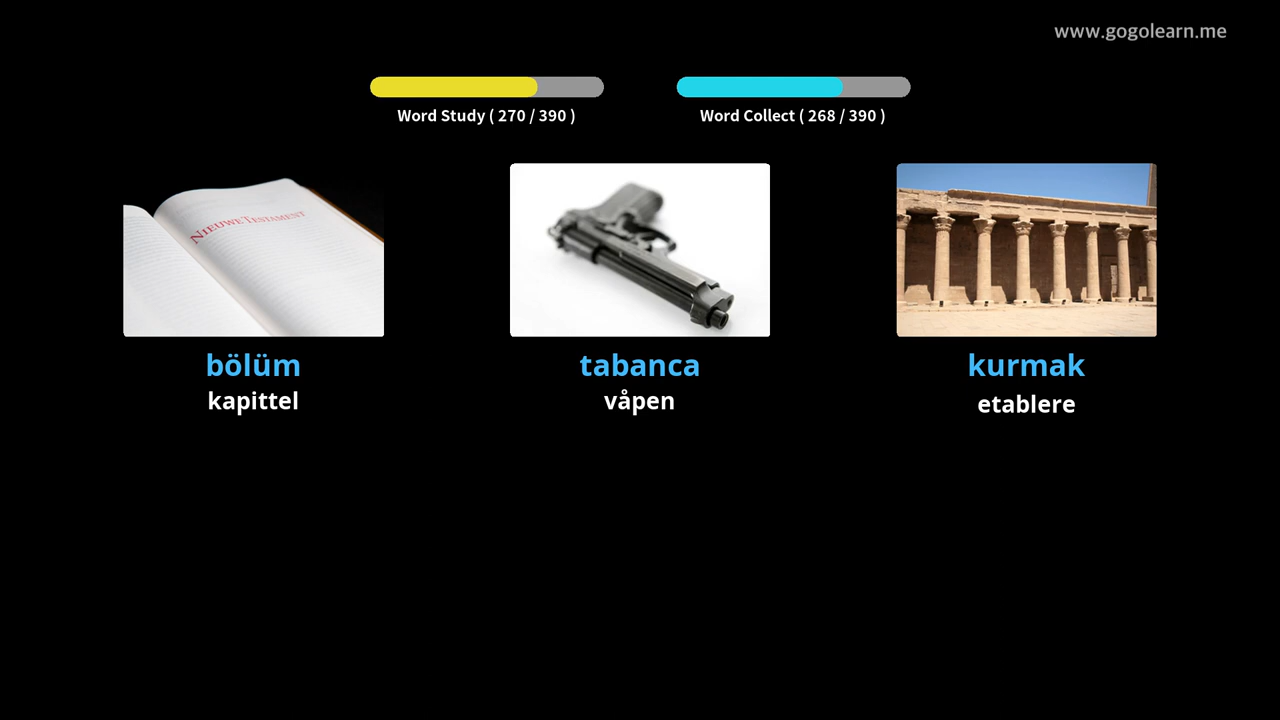 www.gogolearn.me
Word Study ( 270 / 390 )
Word Collect ( 268 / 390 )
NIEUWE TESTAMENT
bölüm
kapittel
tabanca
våpen
kurmak
etablere